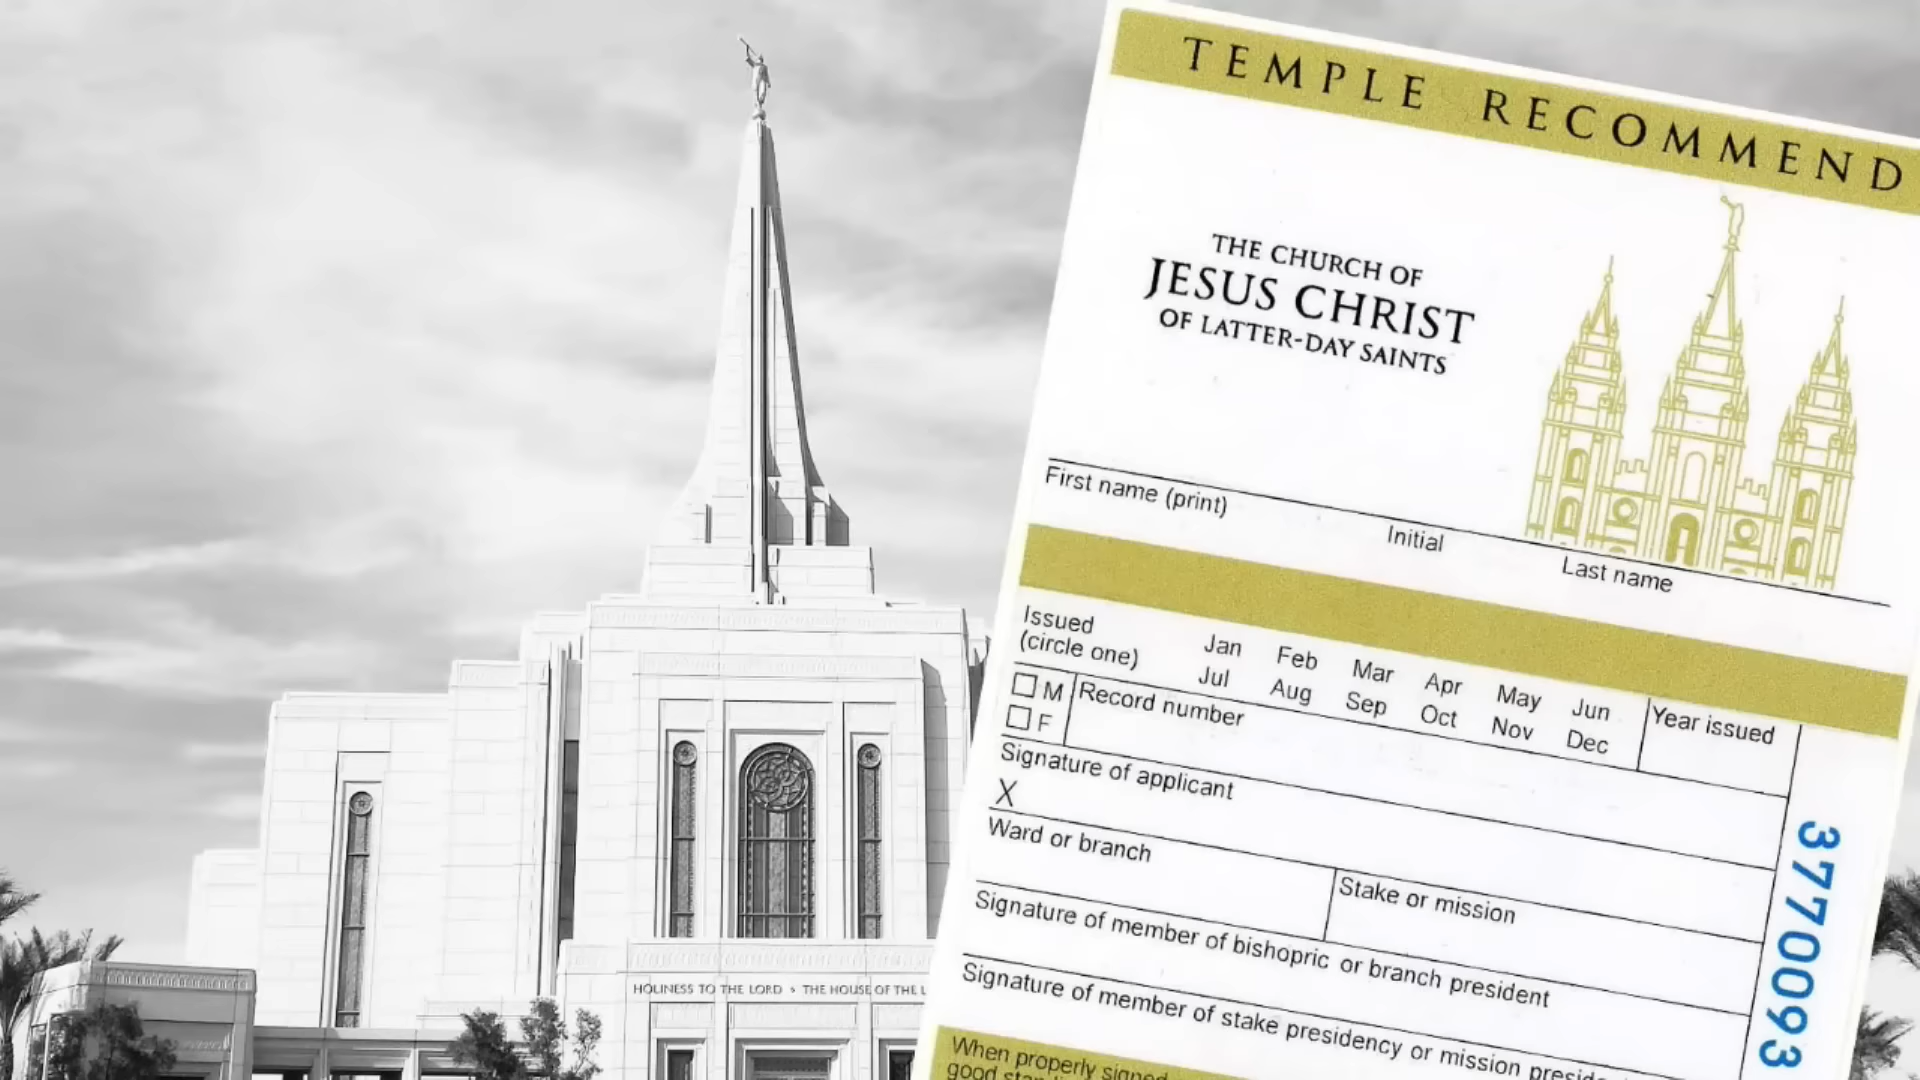 TEMPLE RECOMMEND
THE CHURCH OF
JESUS CHRIST
OF LATTER-DAY SAINTS
First name (print) Initial Last name
Issued
(circle one)
Jan Feb Mar Apr May Jun
Jul Aug Sep Oct Nov Dec
Year issued
M
F
Record number
Signature of applicant
X
Ward or branch
Stake or mission
Signature of member of bishopric or branch president
Signature of member of stake presidency or mission
When properly signed
good
3770093
HOLINESS TO THE LORD • THE HOUSE OF THE L